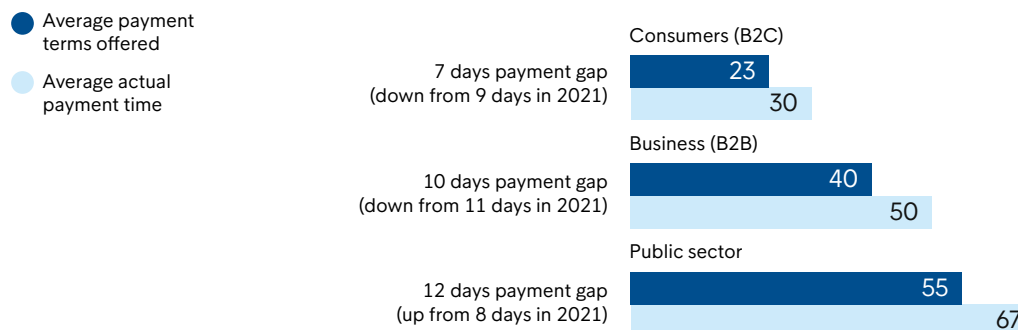 Average payment
terms offered
Average actual
payment time
Consumers (B2C)
7 days payment gap
(down from 9 days in 2021)
23
30
Business (B2B)
10 days payment gap
(down from 11 days in 2021)
40
50
Public sector
12 days payment gap
(up from 8 days in 2021)
55
67